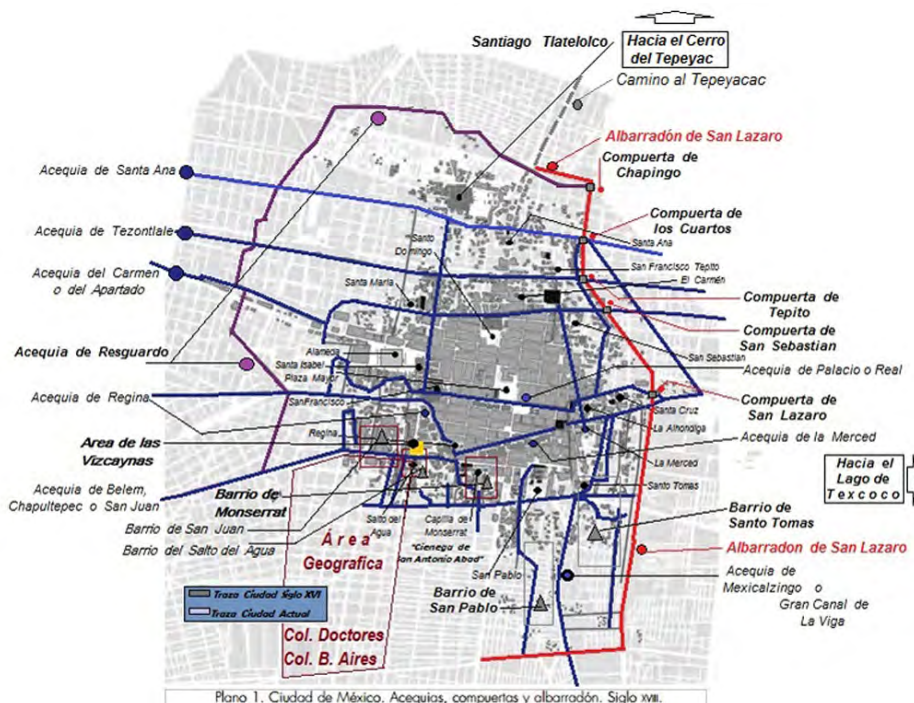 Santiago Tlatelolco
Hacia el Cerro
del Tepeyac
Camino al Tepeyacac
Albarradón de San Lazaro
Compuerta de
Chapingo
Acequia de Santa Ana
Compuerta de
los Cuartos
Acequia de Tezontlale
Santo
Domingo
Santa Ana
San Francisco Tepito
Acequia del Carmen
o del Apartado
Santa Maria
El Carmén
Compuerta de
Tepito
Compuerta de
San Sebastian
Acequia de Resguardo
Alameda
Santa Isabel
Plaza Mayor
San Sebastian
Acequia de Palacio o Real
Acequia de Regina
San Francisco
Santa Cruz
Compuerta de
San Lazaro
La Alhondiga
Regina
Area de las
Vizcaynas
Acequia de la Merced
La Merced
Hacia el
Lago de
Texcoco
Acequia de Belem,
Chapultepec o San Juan
Barrio de
Monserrat
Santo Tomas
Barrio de
Santo Tomas
Barrio de San Juan
Salto del
Agua
Capilla de
Monserrat
Barrio del Salto del Agua
"Cienega de
San Antonio Abad"
Área
Geografica
Albarradon de San Lazaro
San Pablo
Acequia de
Mexicalzingo o
Gran Canal de
La Viga
Barrio de
San Pablo
Traza Ciudad Siglo XVI
Traza Ciudad Actual
Col. Doctores
Col. B. Aires
Plano 1. Ciudad de México. Acequias, compuertas y albarradón. Siglo XVIII.